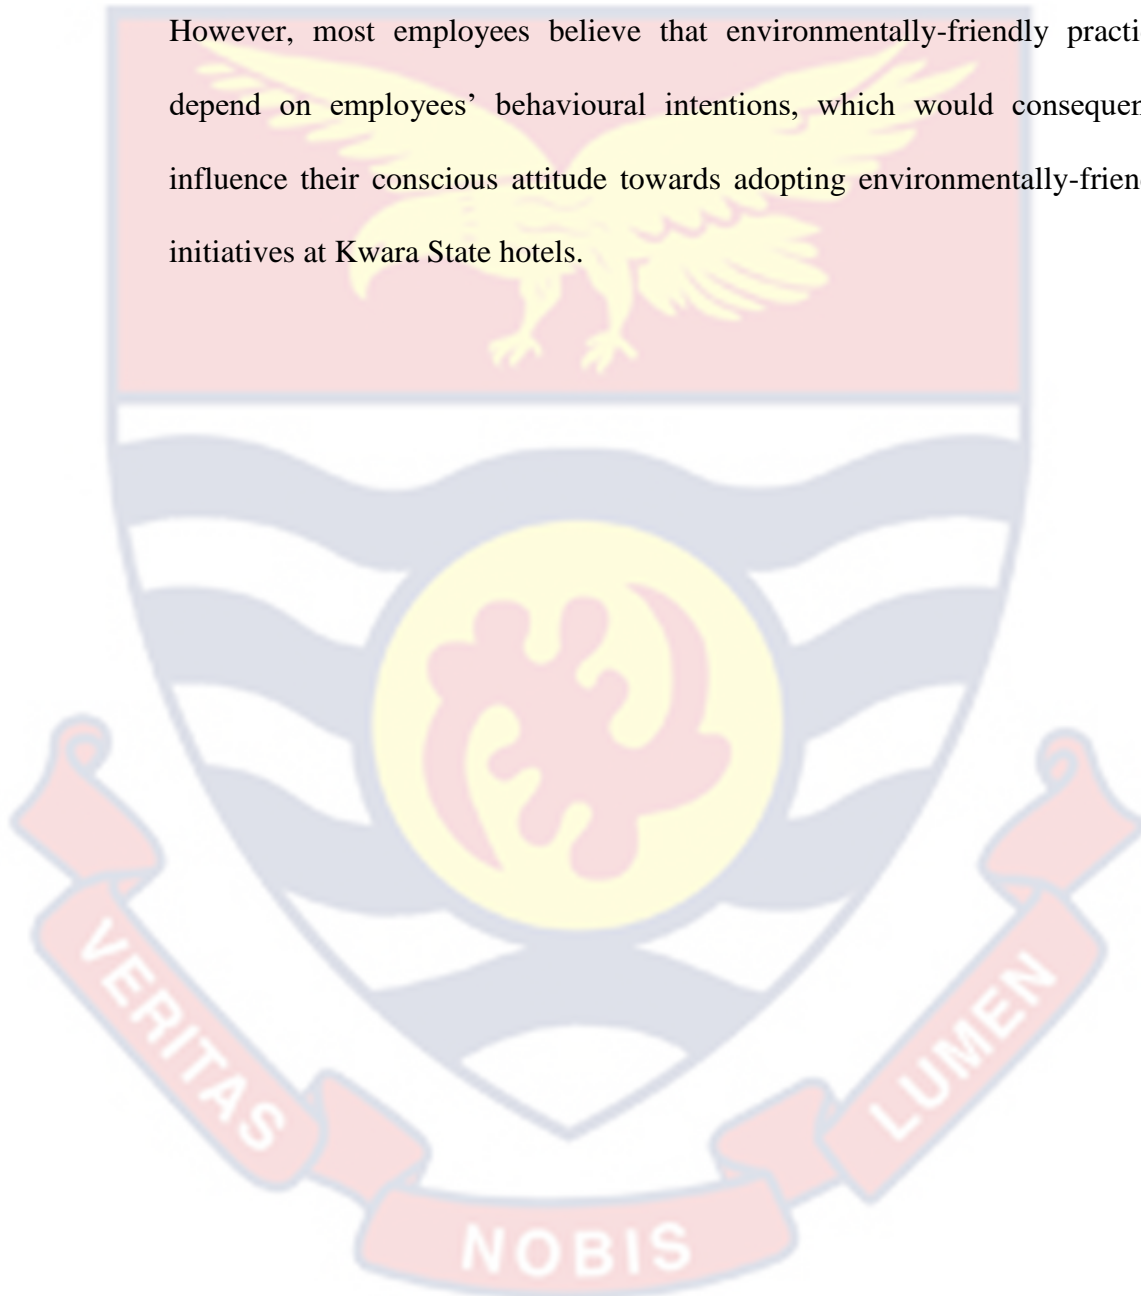 However, most employees believe that environmentally-friendly practi
depend on employees’ behavioural intentions, which would consequen
influence their conscious attitude towards adopting environmentally-frien
initiatives at Kwara State hotels.
VERITAS
NOBIS
LUMEN